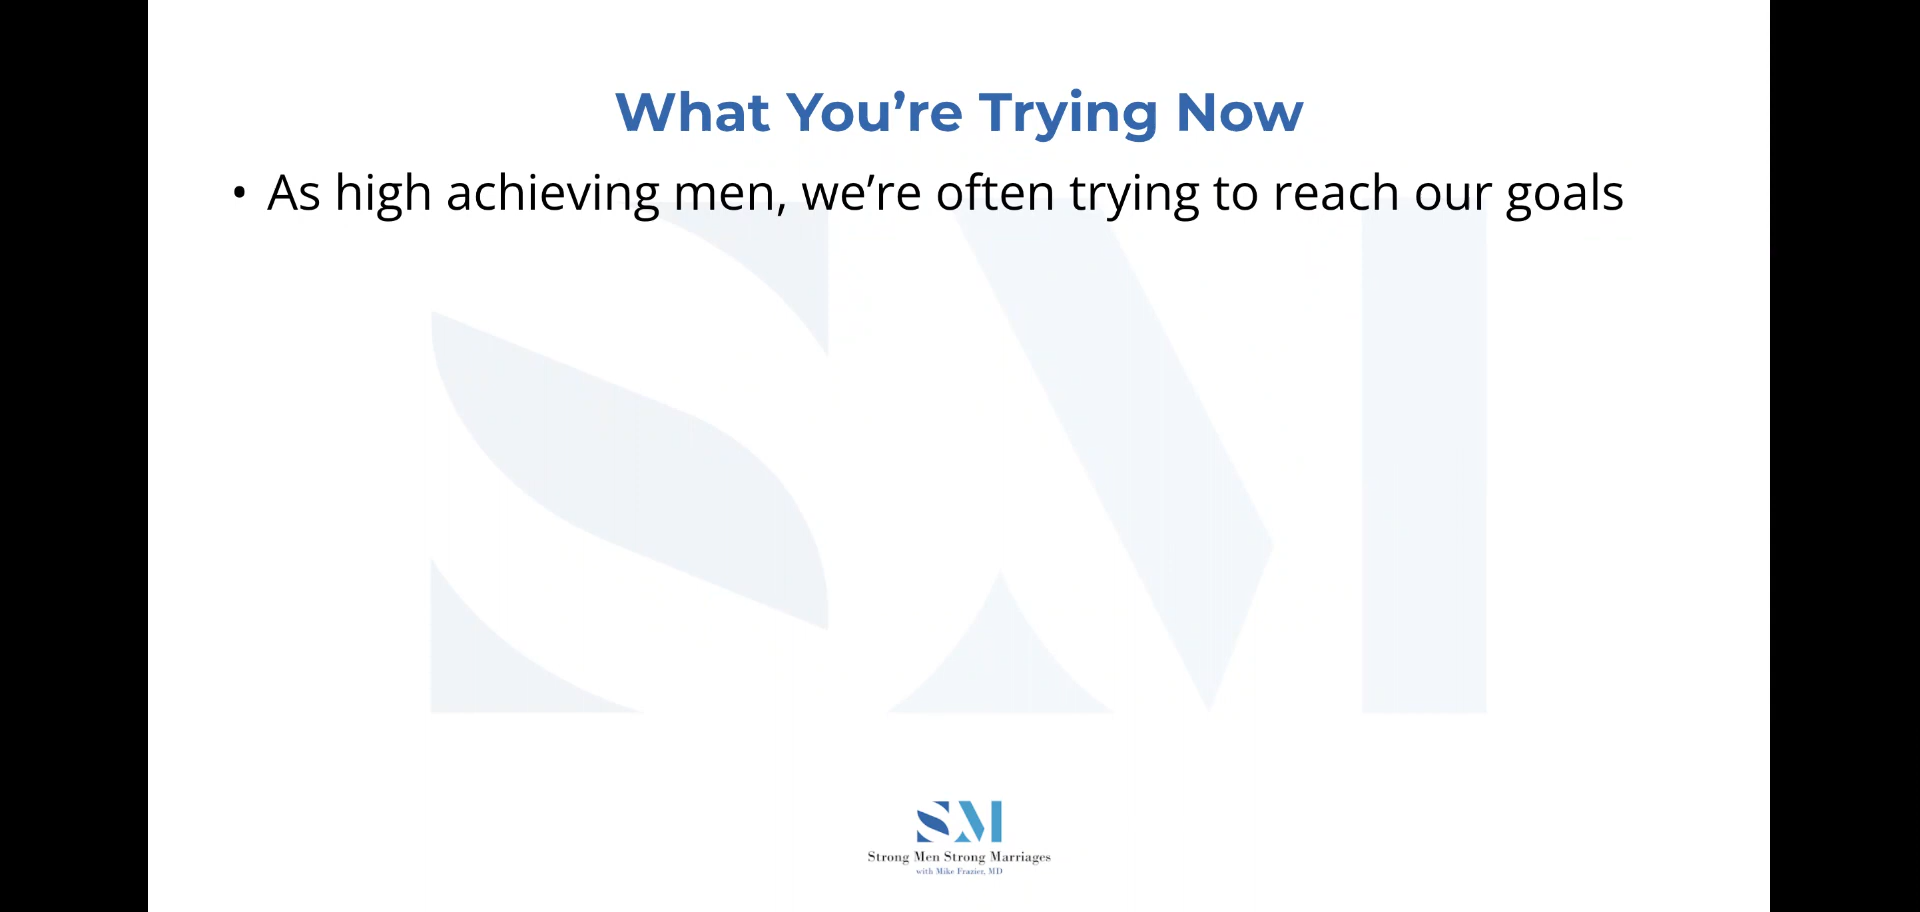 What You’re Trying Now
• As high achieving men, we’re often trying to reach our goals
SM
Strong Men Strong Marriages
with Mike Frazier, MD